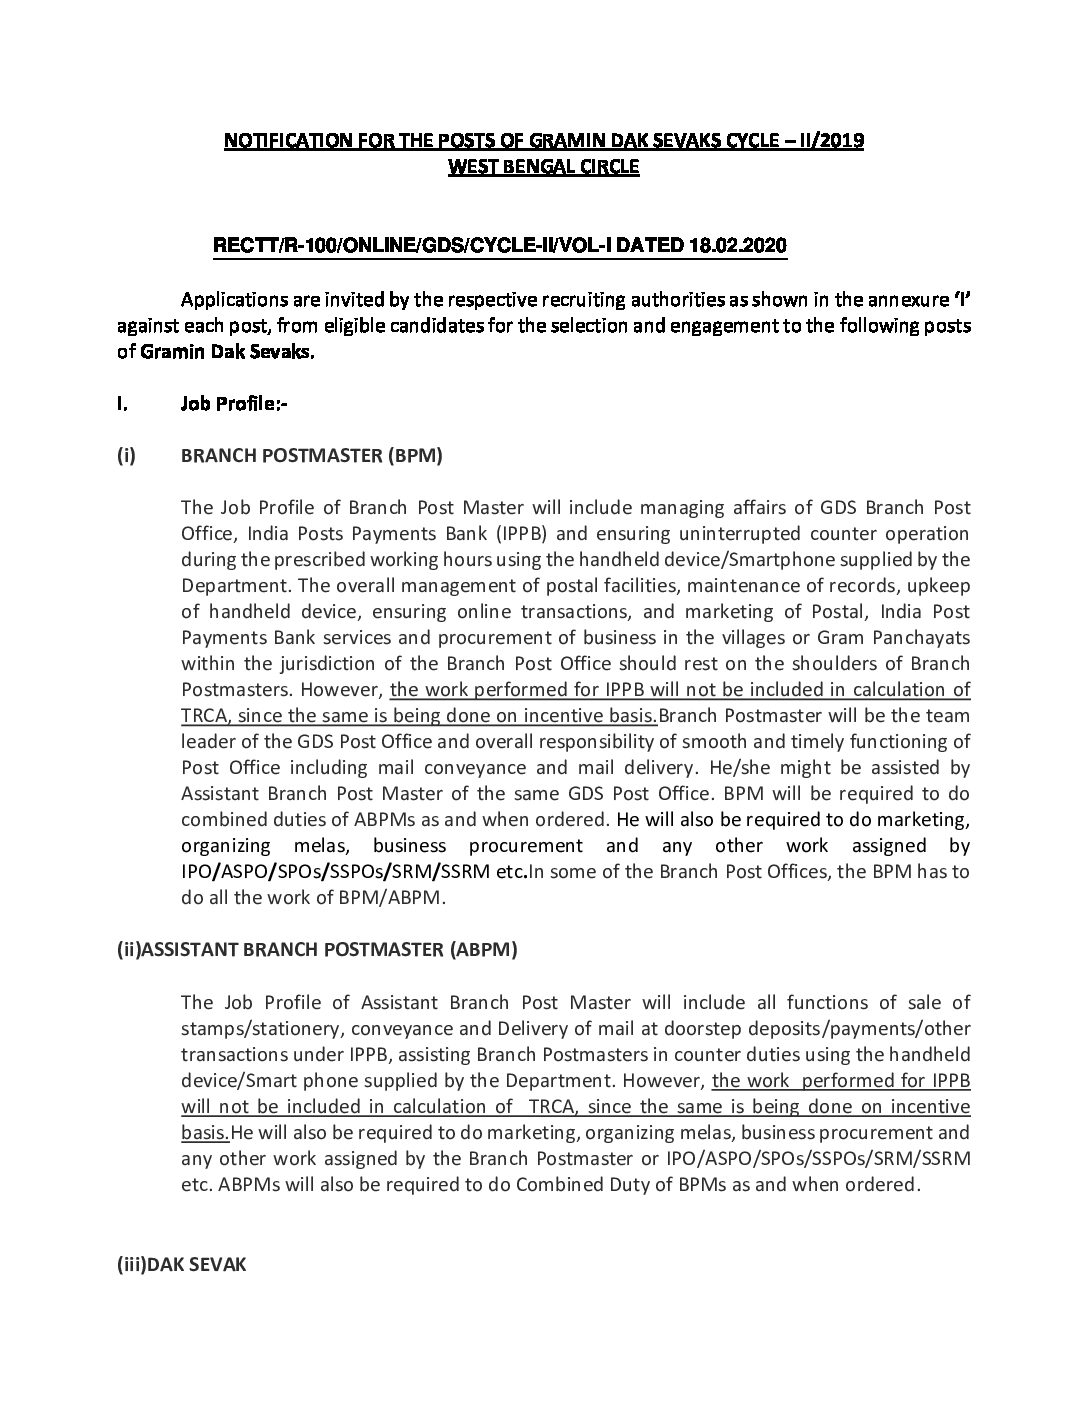 NOTIFICATION FOR THE POSTS OF GRAMIN DAK SEVAKS CYCLE – II/2019
WEST BENGAL CIRCLE
RECTT/R-100/ONLINE/GDS/CYCLE-II/VOL-I DATED 18.02.2020
Applications are invited by the respective recruiting authorities as shown in the annexure ‘I’
against each post, from eligible candidates for the selection and engagement to the following posts
of Gramin Dak Sevaks.
I. Job Profile:-
(i) BRANCH POSTMASTER (BPM)
The Job Profile of Branch Post Master will include managing affairs of GDS Branch Post
Office, India Posts Payments Bank (IPPB) and ensuring uninterrupted counter operation
during the prescribed working hours using the handheld device/Smartphone supplied by the
Department. The overall management of postal facilities, maintenance of records, upkeep
of handheld device, ensuring online transactions, and marketing of Postal, India Post
Payments Bank services and procurement of business in the villages or Gram Panchayats
within the jurisdiction of the Branch Post Office should rest on the shoulders of Branch
Postmasters. However, the work performed for IPPB will not be included in calculation of
TRCA, since the same is being done on incentive basis.Branch Postmaster will be the team
leader of the GDS Post Office and overall responsibility of smooth and timely functioning of
Post Office including mail conveyance and mail delivery. He/she might be assisted by
Assistant Branch Post Master of the same GDS Post Office. BPM will be required to do
combined duties of ABPMs as and when ordered. He will also be required to do marketing,
organizing melas, business procurement and any other work assigned by
IPO/ASPO/SPOs/SSPOs/SRM/SSRM etc.In some of the Branch Post Offices, the BPM has to
do all the work of BPM/ABPM.
(ii)ASSISTANT BRANCH POSTMASTER (ABPM)
The Job Profile of Assistant Branch Post Master will include all functions of sale of
stamps/stationery, conveyance and Delivery of mail at doorstep deposits/payments/other
transactions under IPPB, assisting Branch Postmasters in counter duties using the handheld
device/Smart phone supplied by the Department. However, the work performed for IPPB
will not be included in calculation of TRCA, since the same is being done on incentive
basis.He will also be required to do marketing, organizing melas, business procurement and
any other work assigned by the Branch Postmaster or IPO/ASPO/SPOs/SSPOs/SRM/SSRM
etc. ABPMs will also be required to do Combined Duty of BPMs as and when ordered.
(iii)DAK SEVAK